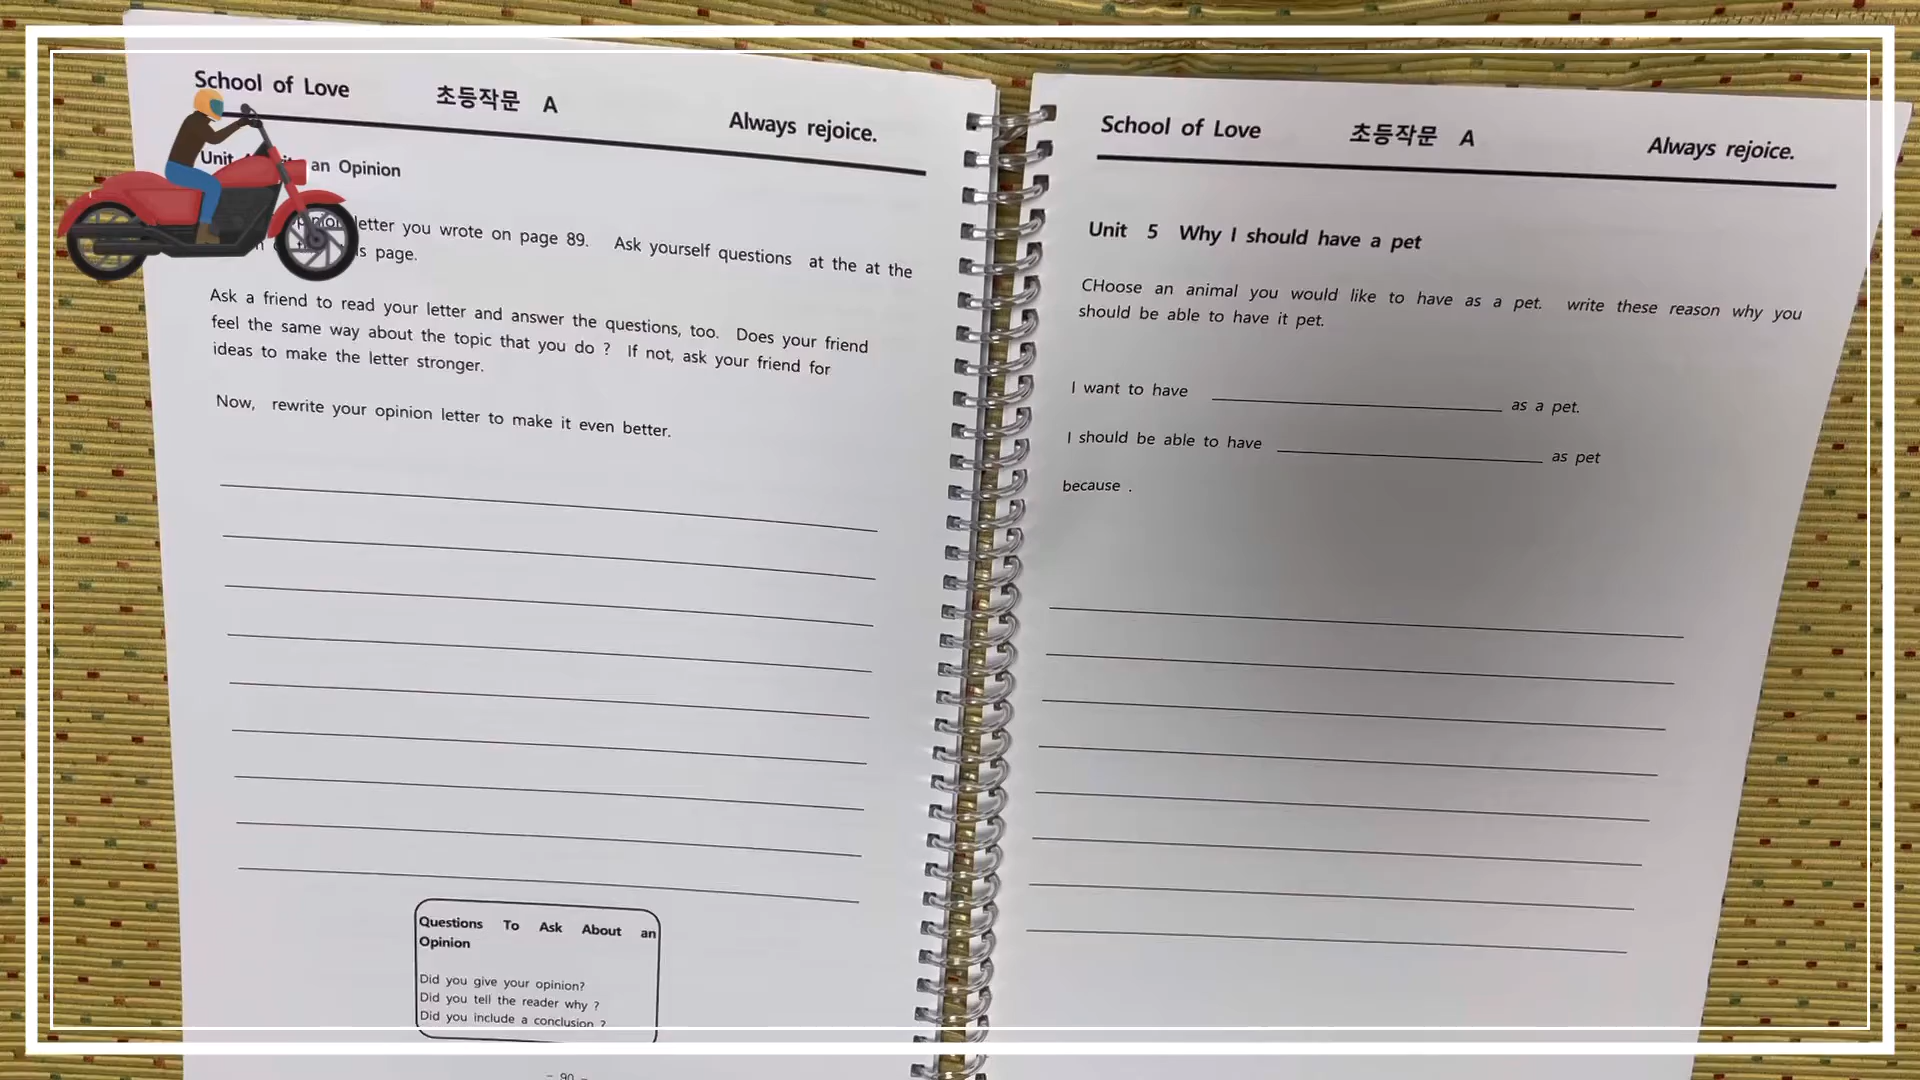 School of Love 초등작문 A Always rejoice.
Unit an Opinion
letter you wrote on page 89. Ask yourself questions at the at the
page.
Ask a friend to read your letter and answer the questions, too. Does your friend
feel the same way about the topic that you do ? If not, ask your friend for
ideas to make the letter stronger.
Now, rewrite your opinion letter to make it even better.
Questions To Ask About an
Opinion
Did you give your opinion?
Did you tell the reader why ?
Did you include a conclusion ?
- 90 -
School of Love 초등작문 A Always rejoice.
Unit 5 Why I should have a pet
CHoose an animal you would like to have as a pet. write these reason why you
should be able to have it pet.
I want to have as a pet.
I should be able to have as pet
because .